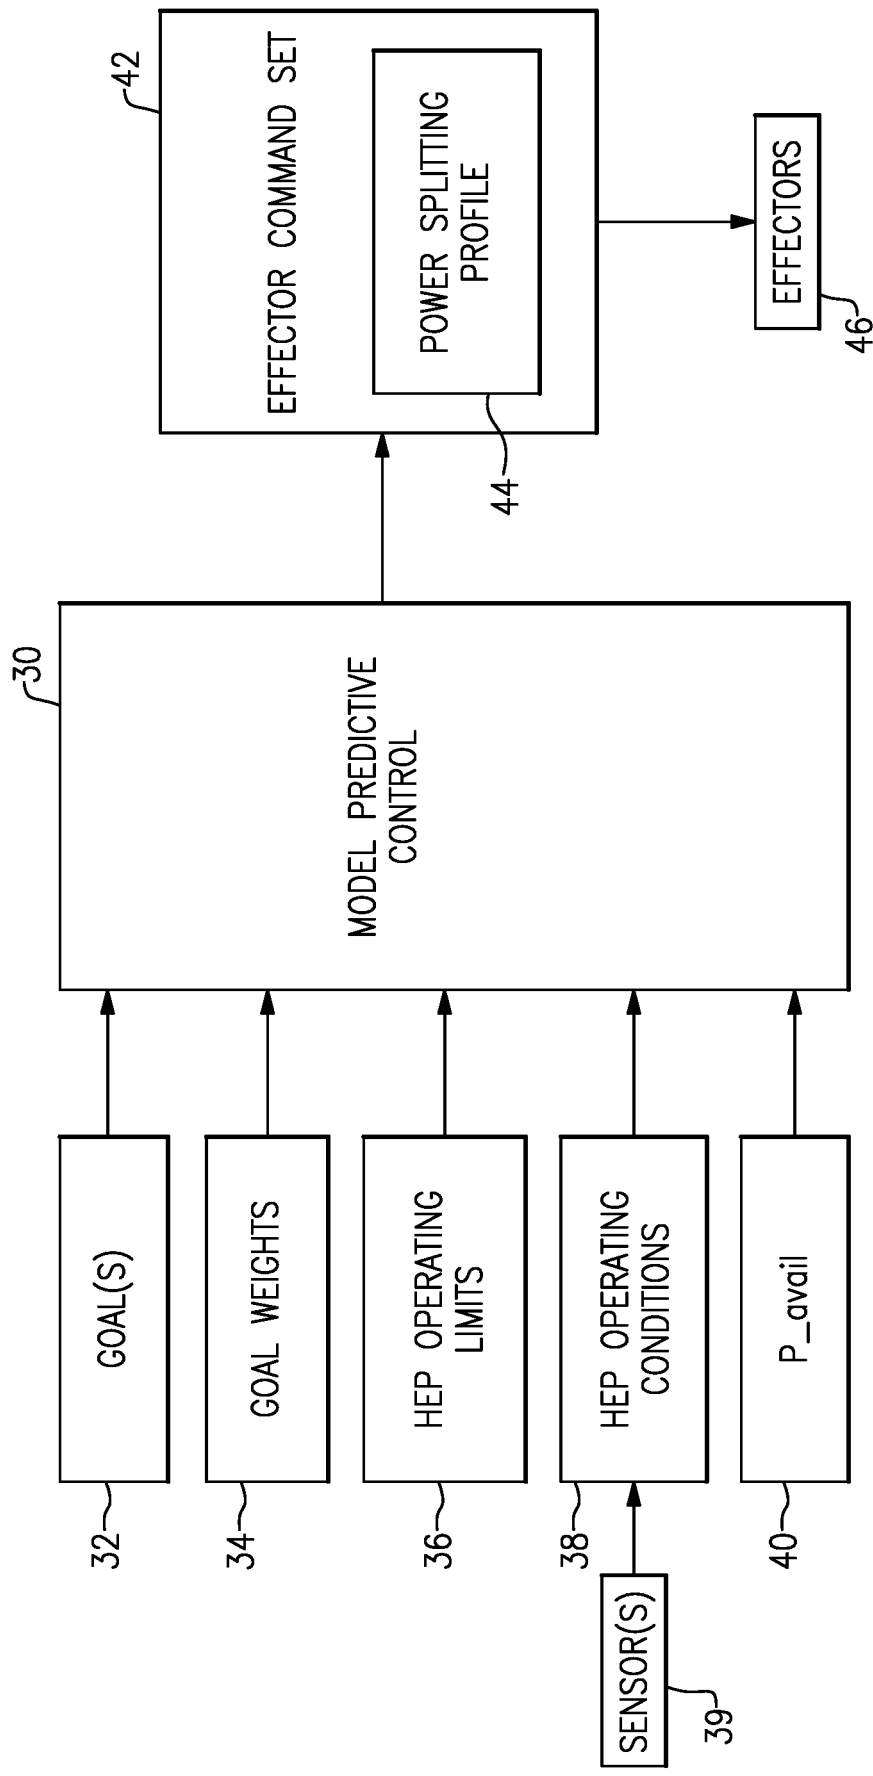 32
GOAL(S)
34
GOAL WEIGHTS
36
HEP OPERATING
LIMITS
39
SENSOR(S)
38
HEP OPERATING
CONDITIONS
40
P_avail
30
MODEL PREDICTIVE
CONTROL
42
EFFECTOR COMMAND SET
44
POWER SPLITTING
PROFILE
46
EFFECTORS